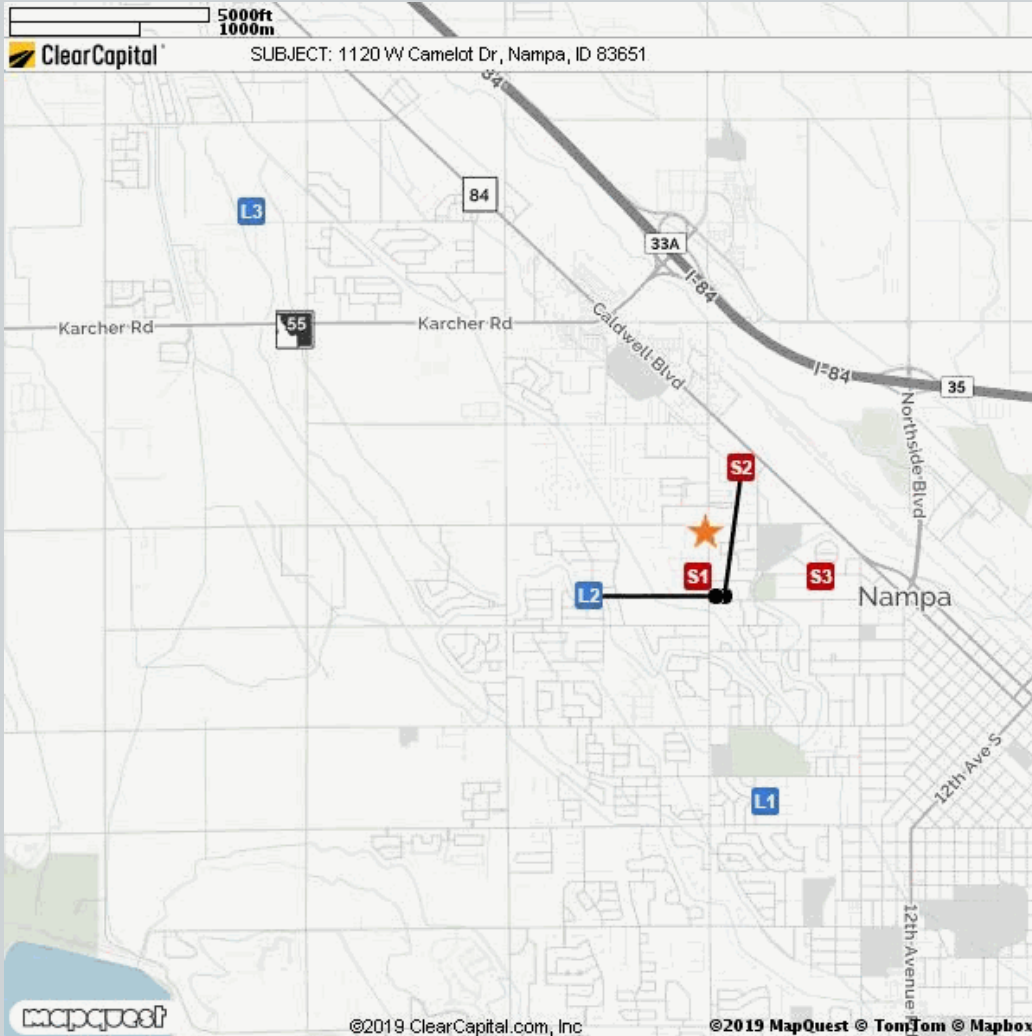 5000ft
1000m
ClearCapital
SUBJECT: 1120 W Camelot Dr, Nampa, ID 83651
84
L3
84
33A
I-84
55
Karcher Rd
Karcher Rd
Caldwell Blvd
I-84
35
Northside Blvd
S2
S1
S3
L2
Nampa
12th Ave S
L1
12th Avenue
mapquest
©2019 ClearCapital.com, Inc
©2019 MapQuest © TomTom © Mapbox